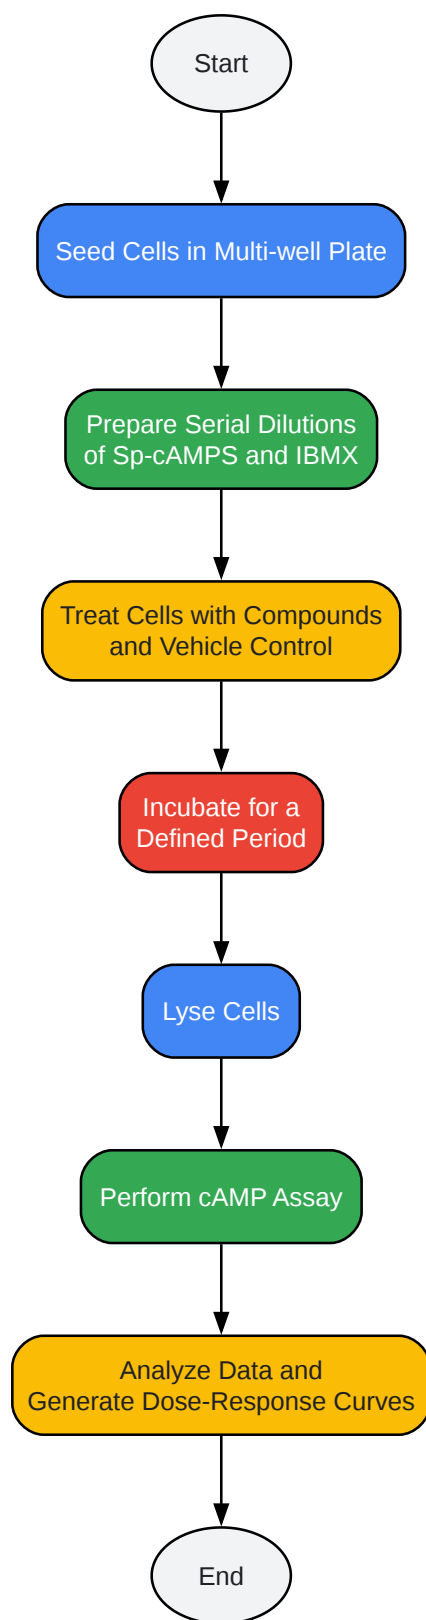 Start
Seed Cells in Multi-well Plate
Prepare Serial Dilutions
of Sp-cAMPS and IBMX
Treat Cells with Compounds
and Vehicle Control
Incubate for a
Defined Period
Lyse Cells
Perform cAMP Assay
Analyze Data and
Generate Dose-Response Curves
End